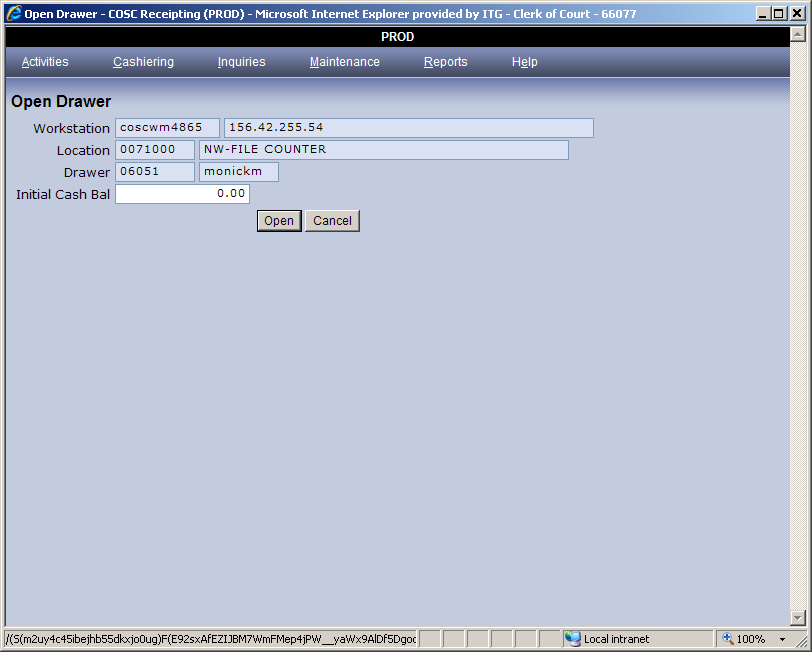 Open Drawer - COSC Receipting (PROD) - Microsoft Internet Explorer provided by ITG - Clerk of Court - 66077
PROD
Activities Cashiering Inquiries Maintenance Reports Help
Open Drawer
Workstation coscwm4865 156.42.255.54
Location 0071000 NW-FILE COUNTER
Drawer 06051 monickm
Initial Cash Bal 0.00
Open Cancel
/(S(m2uy4c45ibejhb55dkxjo0ug)F(E92sxAfEZIJBM7WmFMep4jPW__yaWx9AlDf5Dgoc Local intranet 100%